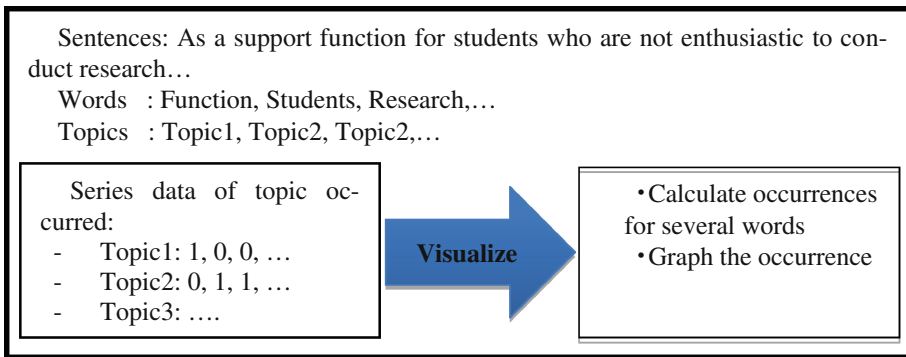 Sentences: As a support function for students who are not enthusiastic to con-
duct research…
Words : Function, Students, Research,…
Topics : Topic1, Topic2, Topic2,…
Series data of topic oc-
curred:
- Topic1: 1, 0, 0, …
- Topic2: 0, 1, 1, …
- Topic3: ….
Visualize
・Calculate occurrences
for several words
・Graph the occurrence